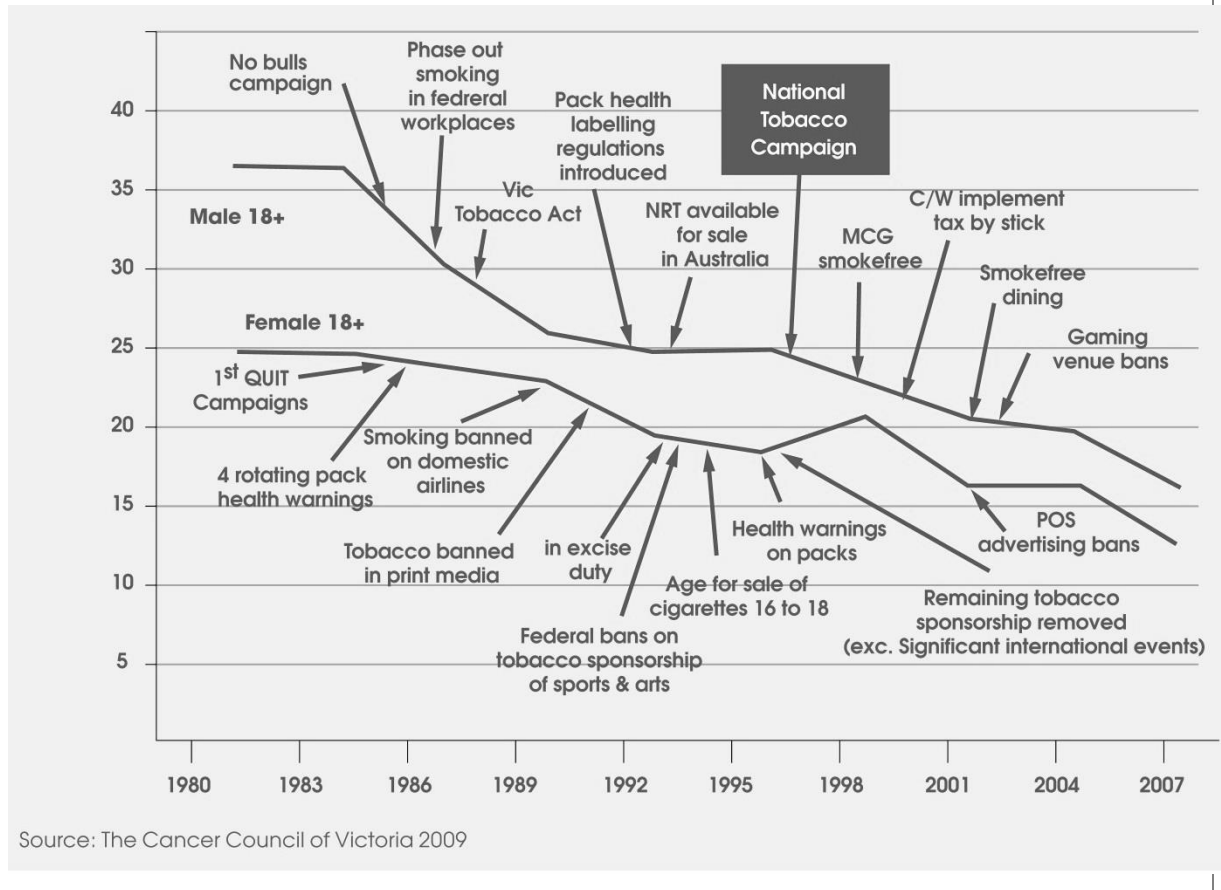 No bulls
campaign
Phase out
smoking
in fedreral
workplaces
Vic
Tobacco Act
Pack health
labelling
regulations
introduced
NRT available
for sale
in Australia
National
Tobacco
Campaign
MCG
smokefree
C/W implement
tax by stick
Smokefree
dining
Gaming
venue bans
Male 18+
Female 18+
1st QUIT
Campaigns
4 rotating pack
health warnings
Smoking banned
on domestic
airlines
Tobacco banned
in print media
in excise
duty
Federal bans on
tobacco sponsorship
of sports & arts
Age for sale of
cigarettes 16 to 18
Health warnings
on packs
POS
advertising bans
Remaining tobacco
sponsorship removed
(exc. Significant international events)
40
35
30
25
20
15
10
5
1980 1983 1986 1989 1992 1995 1998 2001 2004 2007
Source: The Cancer Council of Victoria 2009